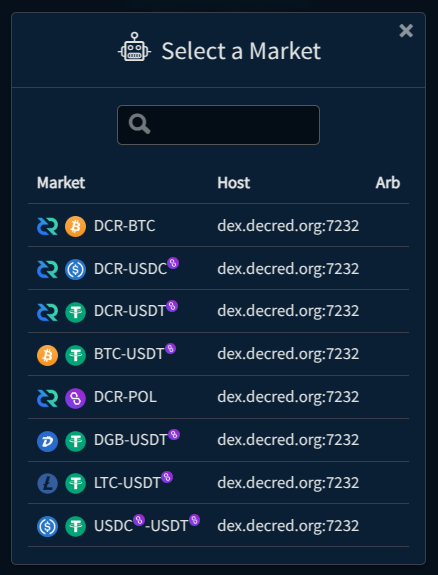 Select a Market
Market Host Arb
DCR-BTC dex.decred.org:7232
DCR-USDC dex.decred.org:7232
DCR-USDT dex.decred.org:7232
BTC-USDT dex.decred.org:7232
DCR-POL dex.decred.org:7232
DGB-USDT dex.decred.org:7232
LTC-USDT dex.decred.org:7232
USDC-USDT dex.decred.org:7232